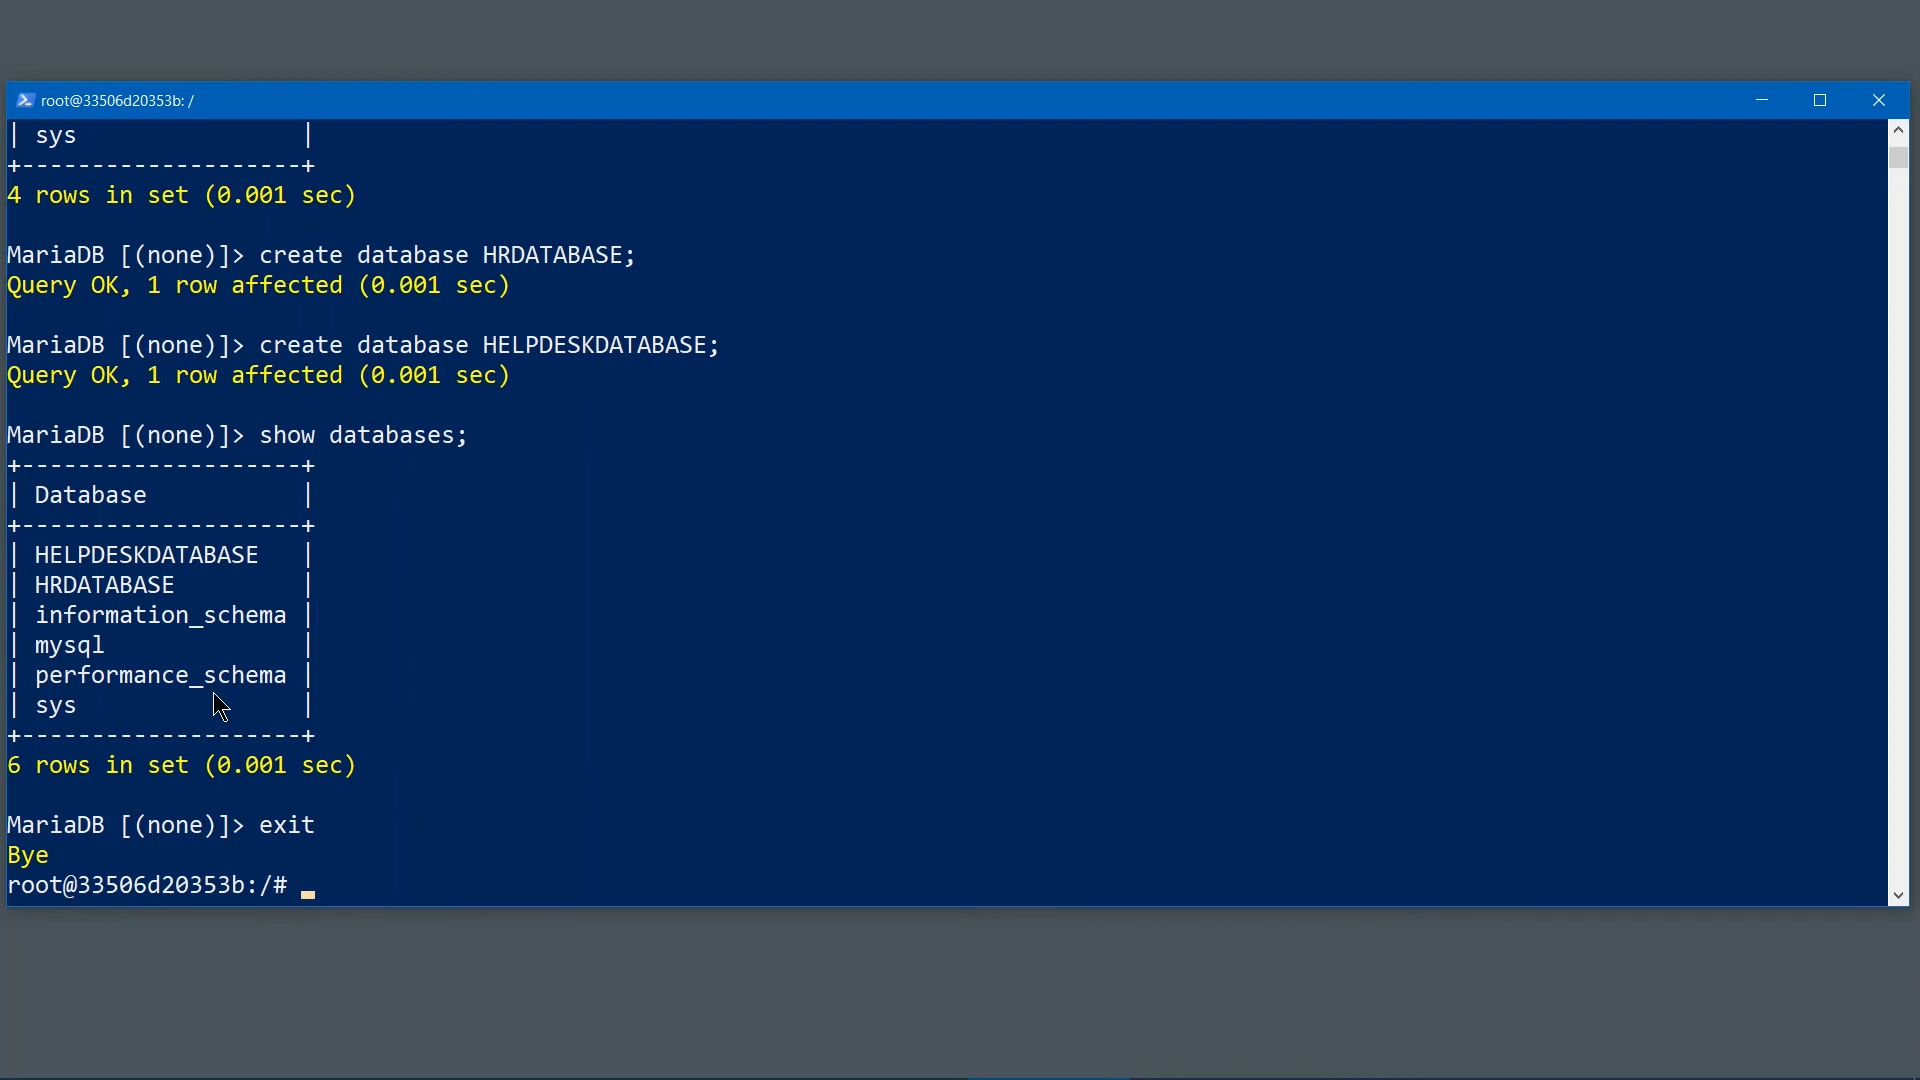 root@33506d20353b: /
| sys                |
+--------------------+
4 rows in set (0.001 sec)
MariaDB [(none)]> create database HRDATABASE;
Query OK, 1 row affected (0.001 sec)
MariaDB [(none)]> create database HELPDESKDATABASE;
Query OK, 1 row affected (0.001 sec)
MariaDB [(none)]> show databases;
+--------------------+
| Database           |
+--------------------+
| HELPDESKDATABASE   |
| HRDATABASE         |
| information_schema |
| mysql              |
| performance_schema |
| sys                |
+--------------------+
6 rows in set (0.001 sec)
MariaDB [(none)]> exit
Bye
root@33506d20353b:/#